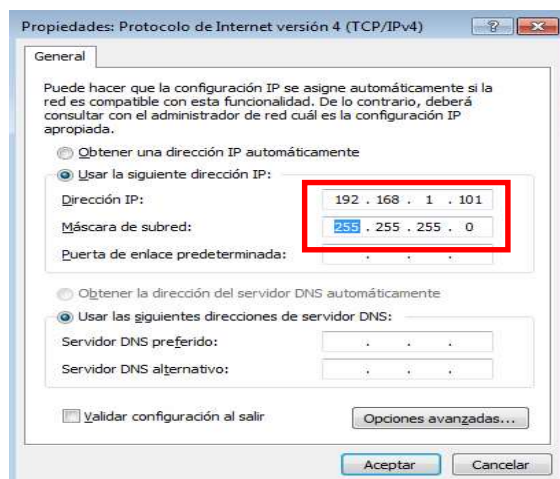 Propiedades: Protocolo de Internet versión 4 (TCP/IPv4)
General
Puede hacer que la configuración IP se asigne automáticamente si la
red es compatible con esta funcionalidad. De lo contrario, deberá
consultar con el administrador de red cuál es la configuración IP
apropiada.
Obtener una dirección IP automáticamente
Usar la siguiente dirección IP:
Dirección IP: 192 . 168 . 1 . 101
Máscara de subred: 255 . 255 . 255 . 0
Puerta de enlace predeterminada: . . .
Obtener la dirección del servidor DNS automáticamente
Usar las siguientes direcciones de servidor DNS:
Servidor DNS preferido: . . .
Servidor DNS alternativo: . . .
Validar configuración al salir
Opciones avanzadas...
Aceptar Cancelar